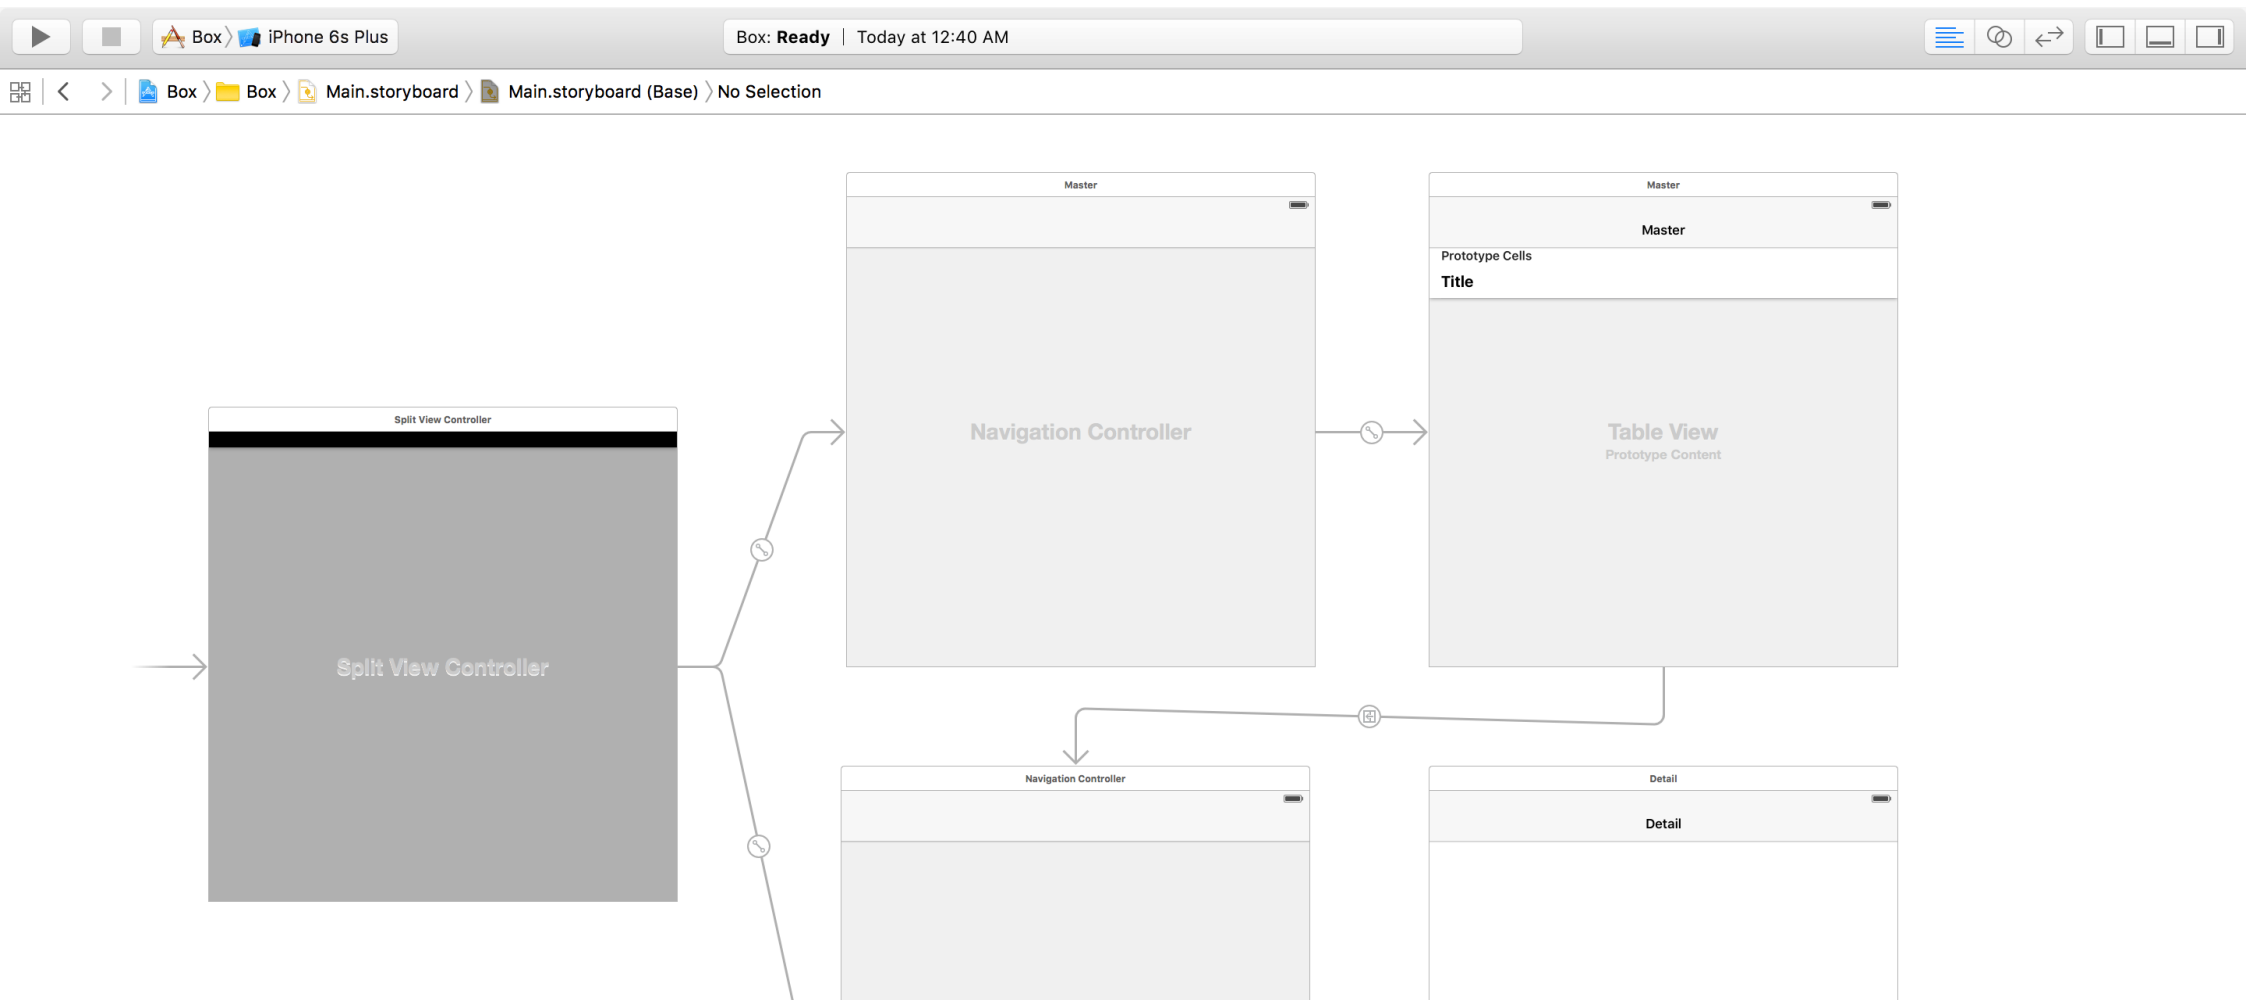 Box iPhone 6s Plus
Box: Ready Today at 12:40 AM
Box Box Main.storyboard Main.storyboard (Base) No Selection
Master
Master
Master
Prototype Cells
Title
Split View Controller
Navigation Controller
Table View
Prototype Content
Split View Controller
Navigation Controller
Detail
Detail